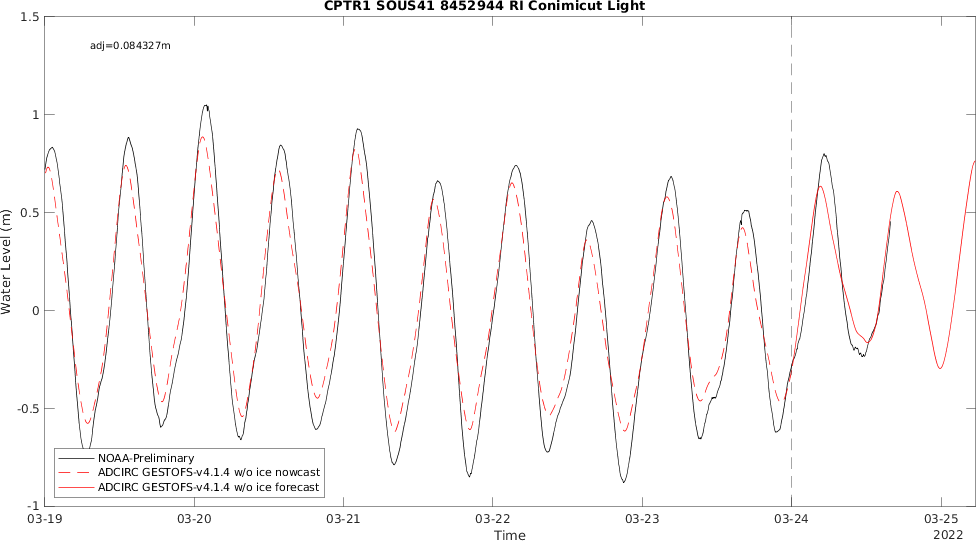 CPTR1 SOUS41 8452944 RI Conimicut Light
adj=0.084327m
1.5
1
0.5
0
-0.5
-1
Water Level (m)
NOAA-Preliminary
ADCIRC GESTOFS-v4.1.4 w/o ice nowcast
ADCIRC GESTOFS-v4.1.4 w/o ice forecast
03-19 03-20 03-21 03-22 03-23 03-24 03-25
Time
2022